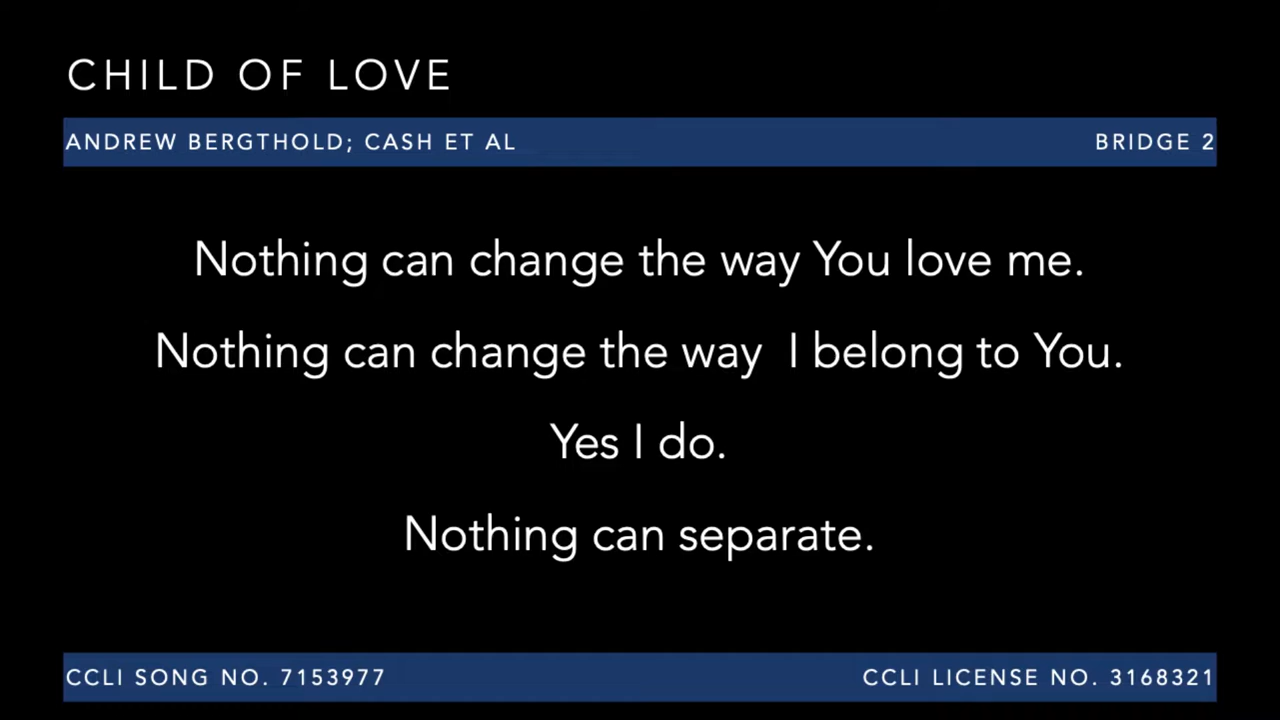 CHILD OF LOVE
ANDREW BERGTHOLD; CASH ET AL BRIDGE 2
Nothing can change the way You love me.
Nothing can change the way  I belong to You.
Yes I do.
Nothing can separate.
CCLI SONG NO. 7153977 CCLI LICENSE NO. 3168321